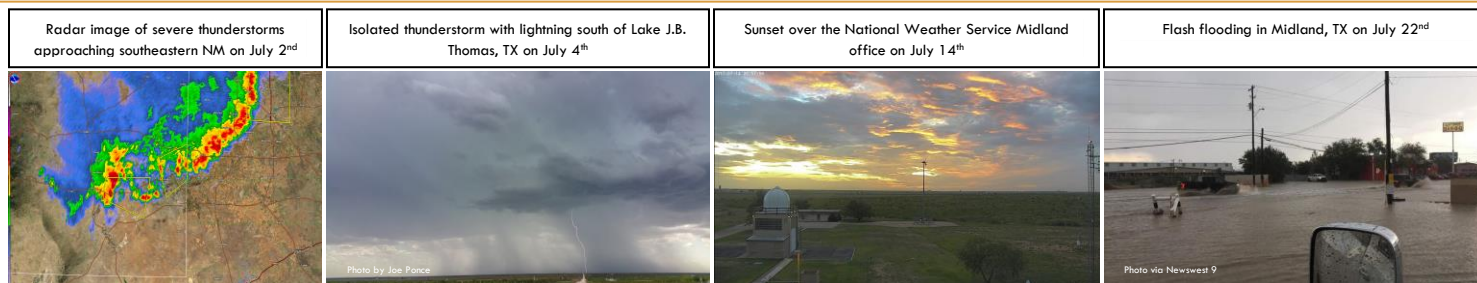 Radar image of severe thunderstorms
approaching southeastern NM on July 2nd
Isolated thunderstorm with lightning south of Lake J.B.
Thomas, TX on July 4th
Sunset over the National Weather Service Midland
office on July 14th
Flash flooding in Midland, TX on July 22nd
Photo by Joe Ponce
Photo via Newswest 9